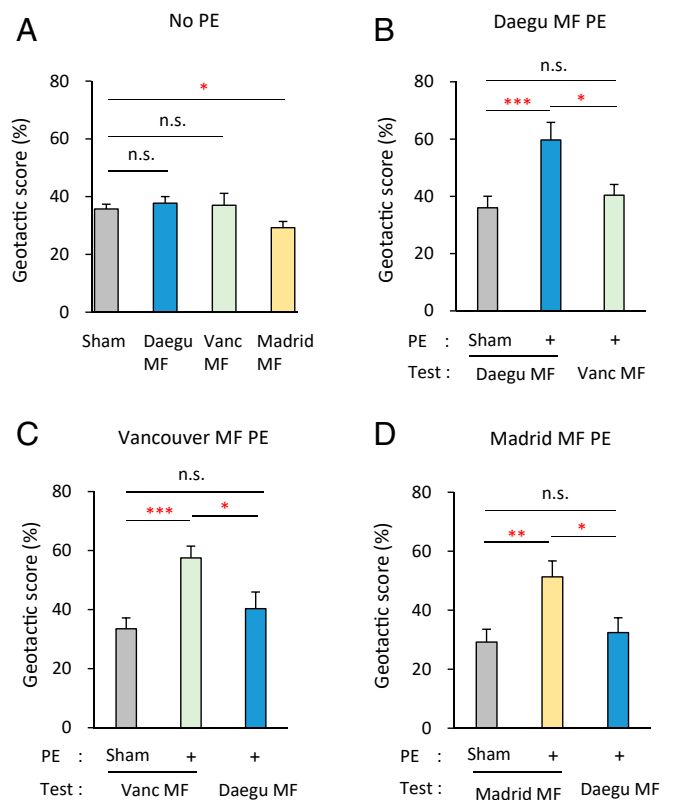 A
No PE
Geotactic score (%)
80
60
40
20
0
*
n.s.
n.s.
Sham Daegu MF Vanc MF Madrid MF
B
Daegu MF PE
Geotactic score (%)
80
60
40
20
0
n.s.
*** *
PE : Sham + +
Test : Daegu MF Vanc MF
C
Vancouver MF PE
Geotactic score (%)
80
60
40
20
0
n.s.
*** *
PE : Sham + +
Test : Vanc MF Daegu MF
D
Madrid MF PE
Geotactic score (%)
80
60
40
20
0
n.s.
** *
PE : Sham + +
Test : Madrid MF Daegu MF